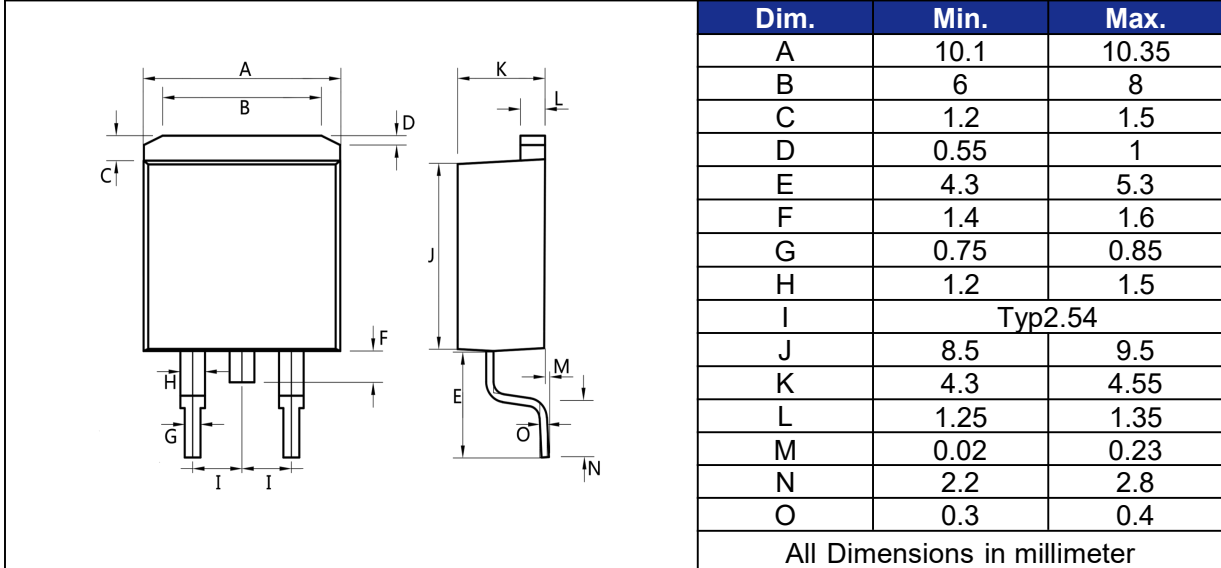 A
B
C
D
J
F
H
G
I I
K
L
E
M
O
N
Dim. Min. Max.
A 10.1 10.35
B 6 8
C 1.2 1.5
D 0.55 1
E 4.3 5.3
F 1.4 1.6
G 0.75 0.85
H 1.2 1.5
I Typ2.54
J 8.5 9.5
K 4.3 4.55
L 1.25 1.35
M 0.02 0.23
N 2.2 2.8
O 0.3 0.4
All Dimensions in millimeter